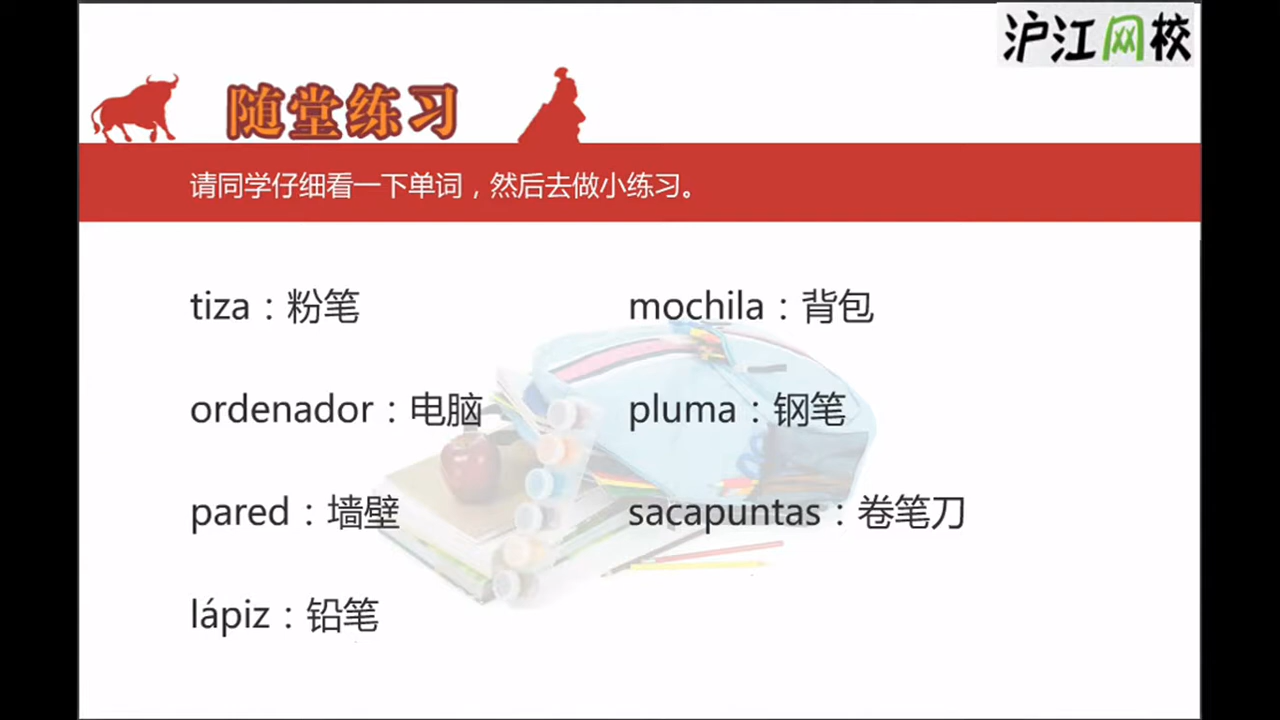 沪江网校
随堂练习
请同学仔细看一下单词，然后去做小练习。
tiza：粉笔
mochila：背包
ordenador：电脑
pluma：钢笔
pared：墙壁
sacapuntas：卷笔刀
lápiz：铅笔